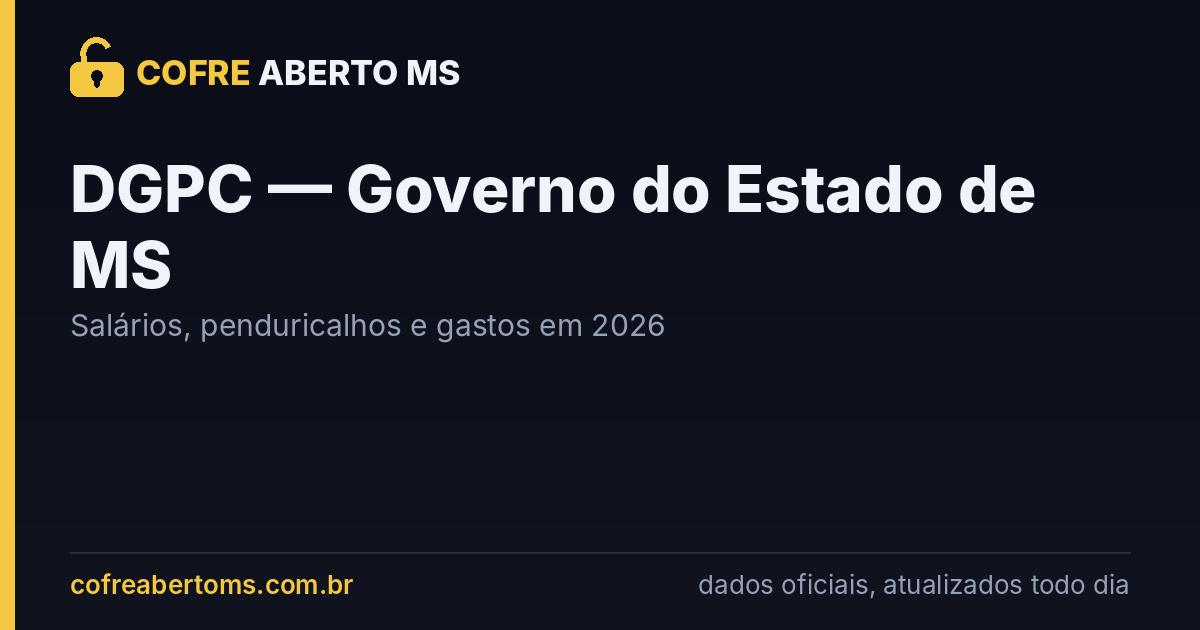 COFRE ABERTO MS
DGPC — Governo do Estado de
MS
Salários, penduricalhos e gastos em 2026
cofreabertoms.com.br
dados oficiais, atualizados todo dia